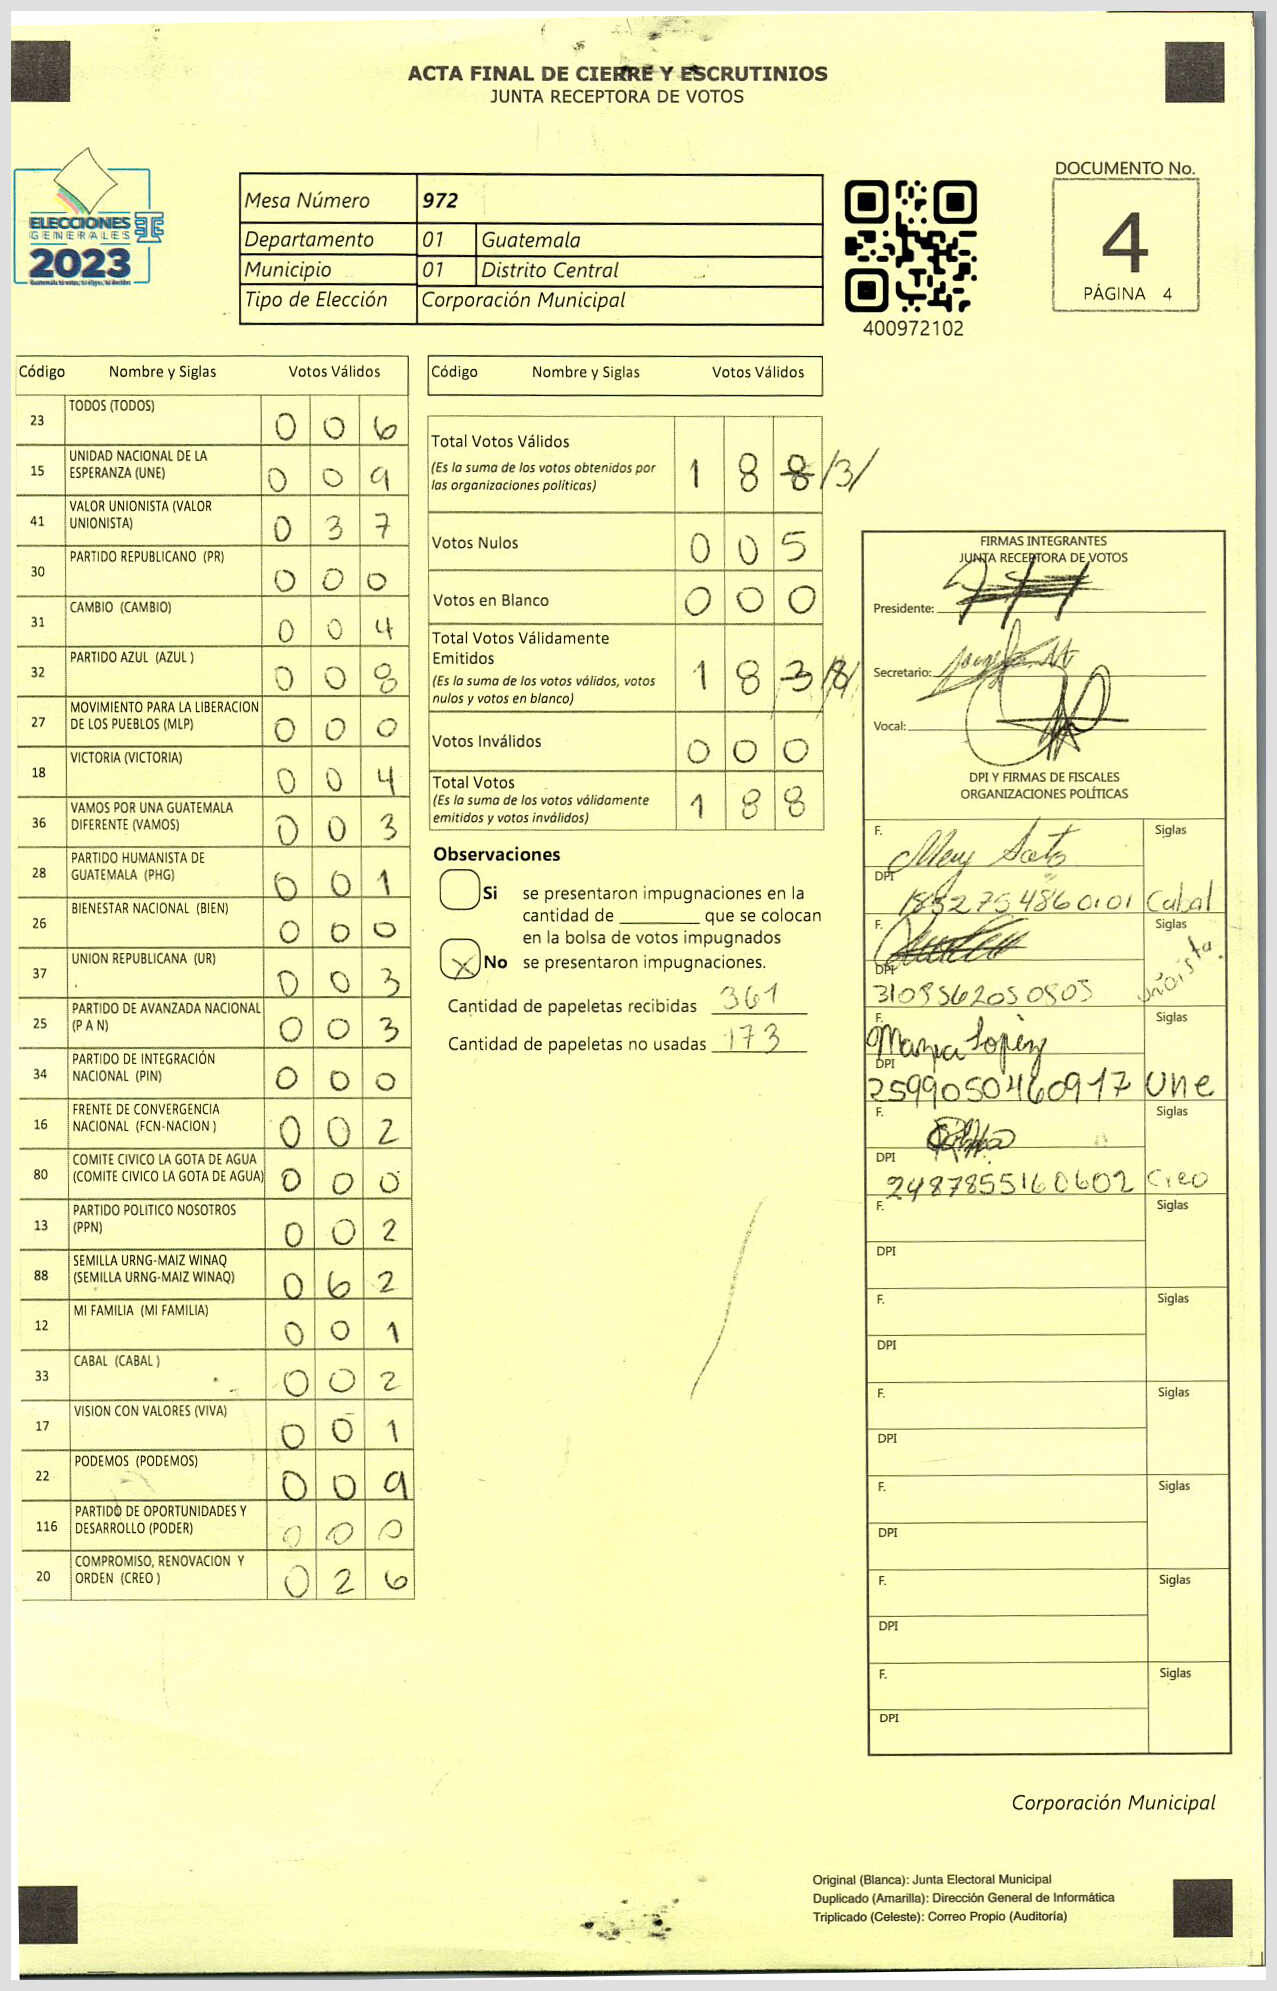 ACTA FINAL DE CIERRE Y ESCRUTINIOS
JUNTA RECEPTORA DE VOTOS
ELECCIONES
GENERALES
2023
Mesa Número 972
Departamento 01 Guatemala
Municipio 01 Distrito Central
Tipo de Elección Corporación Municipal
400972102
DOCUMENTO No.
4
PÁGINA 4
Código Nombre y Siglas Votos Válidos
23 TODOS (TODOS) 0 0 6
15 UNIDAD NACIONAL DE LA
ESPERANZA (UNE) 0 0 9
41 VALOR UNIONISTA (VALOR
UNIONISTA) 0 3 7
30 PARTIDO REPUBLICANO (PR) 0 0 0
31 CAMBIO (CAMBIO) 0 0 4
32 PARTIDO AZUL (AZUL ) 0 0 8
27 MOVIMIENTO PARA LA LIBERACION
DE LOS PUEBLOS (MLP) 0 0 0
18 VICTORIA (VICTORIA) 0 0 4
36 VAMOS POR UNA GUATEMALA
DIFERENTE (VAMOS) 0 0 3
28 PARTIDO HUMANISTA DE
GUATEMALA (PHG) 0 0 1
26 BIENESTAR NACIONAL (BIEN) 0 0 0
37 UNION REPUBLICANA (UR) 0 0 3
25 PARTIDO DE AVANZADA NACIONAL
(P A N) 0 0 3
34 PARTIDO DE INTEGRACIÓN
NACIONAL (PIN) 0 0 0
16 FRENTE DE CONVERGENCIA
NACIONAL (FCN-NACION ) 0 0 2
80 COMITE CIVICO LA GOTA DE AGUA
(COMITE CIVICO LA GOTA DE AGUA) 0 0 0
13 PARTIDO POLITICO NOSOTROS
(PPN) 0 0 2
88 SEMILLA URNG-MAIZ WINAQ
(SEMILLA URNG-MAIZ WINAQ) 0 6 2
12 MI FAMILIA (MI FAMILIA) 0 0 1
33 CABAL (CABAL ) 0 0 2
17 VISION CON VALORES (VIVA) 0 0 1
22 PODEMOS (PODEMOS) 0 0 9
116 PARTIDO DE OPORTUNIDADES Y
DESARROLLO (PODER) 0 0 0
20 COMPROMISO, RENOVACION Y
ORDEN (CREO ) 0 2 6
Código Nombre y Siglas Votos Válidos
Total Votos Válidos
(Es la suma de los votos obtenidos por
las organizaciones políticas) 1 8 8 /3/
Votos Nulos 0 0 5
Votos en Blanco 0 0 0
Total Votos Válidamente
Emitidos
(Es la suma de los votos válidos, votos
nulos y votos en blanco) 1 8 3 /8/
Votos Inválidos 0 0 0
Total Votos
(Es la suma de los votos válidamente
emitidos y votos inválidos) 1 8 8
Observaciones
Si se presentaron impugnaciones en la
cantidad de ________ que se colocan
en la bolsa de votos impugnados
X No se presentaron impugnaciones.
Cantidad de papeletas recibidas 361
Cantidad de papeletas no usadas 173
FIRMAS INTEGRANTES
JUNTA RECEPTORA DE VOTOS
Presidente:
Secretario:
Vocal:
DPI Y FIRMAS DE FISCALES
ORGANIZACIONES POLÍTICAS
F. Mery Soto Siglas
DPI 1852754860101 Cabal
F. Siglas
DPI 3108562050805 uñoista.
F. Maria Lopez Siglas
DPI 2599050460917 Une
F. Siglas
DPI 2487855160602 Creo
F. Siglas
DPI
F. Siglas
DPI
F. Siglas
DPI
F. Siglas
DPI
F. Siglas
DPI
F. Siglas
DPI
Corporación Municipal
Original (Blanca): Junta Electoral Municipal
Duplicado (Amarilla): Dirección General de Informática
Triplicado (Celeste): Correo Propio (Auditoría)